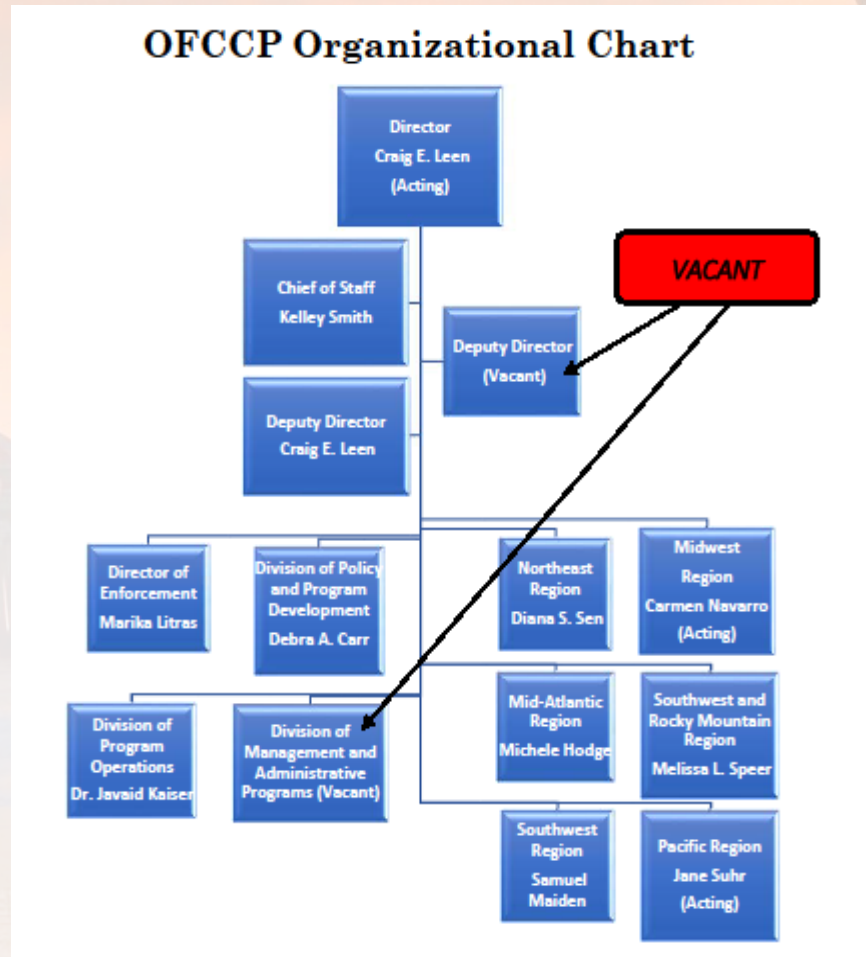 OFCCP Organizational Chart
Director
Craig E. Leen
(Acting)
VACANT
Chief of Staff
Kelley Smith
Deputy Director
(Vacant)
Deputy Director
Craig E. Leen
Director of
Enforcement
Marika Litras
Division of Policy
and Program
Development
Debra A. Carr
Northeast
Region
Diana S. Sen
Midwest
Region
Carmen Navarro
(Acting)
Division of
Program
Operations
Dr. Javaid Kaiser
Division of
Management and
Administrative
Programs (Vacant)
Mid-Atlantic
Region
Michele Hodge
Southwest and
Rocky Mountain
Region
Melissa L. Speer
Southwest
Region
Samuel
Maiden
Pacific Region
Jane Suhr
(Acting)